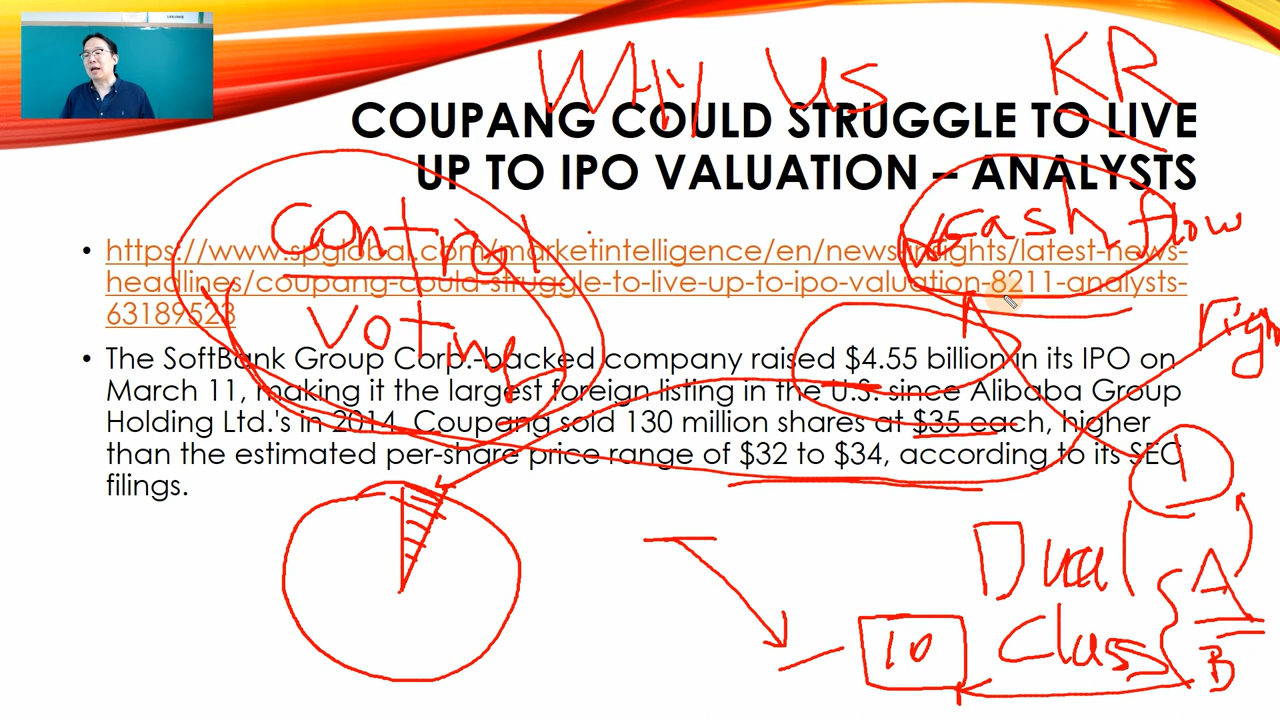 Why US KR
COUPANG COULD STRUGGLE TO LIVE
UP TO IPO VALUATION – ANALYSTS
control
vs cash flow
right
voting
• https://www.spglobal.com/marketintelligence/en/news-insights/latest-news-
headlines/coupang-could-struggle-to-live-up-to-ipo-valuation-8211-analysts-
63189523
• The SoftBank Group Corp.-backed company raised $4.55 billion in its IPO on
March 11, making it the largest foreign listing in the U.S. since Alibaba Group
Holding Ltd.'s in 2014. Coupang sold 130 million shares at $35 each, higher
than the estimated per-share price range of $32 to $34, according to its SEC
filings.
1
Dual
Class
A
B
10